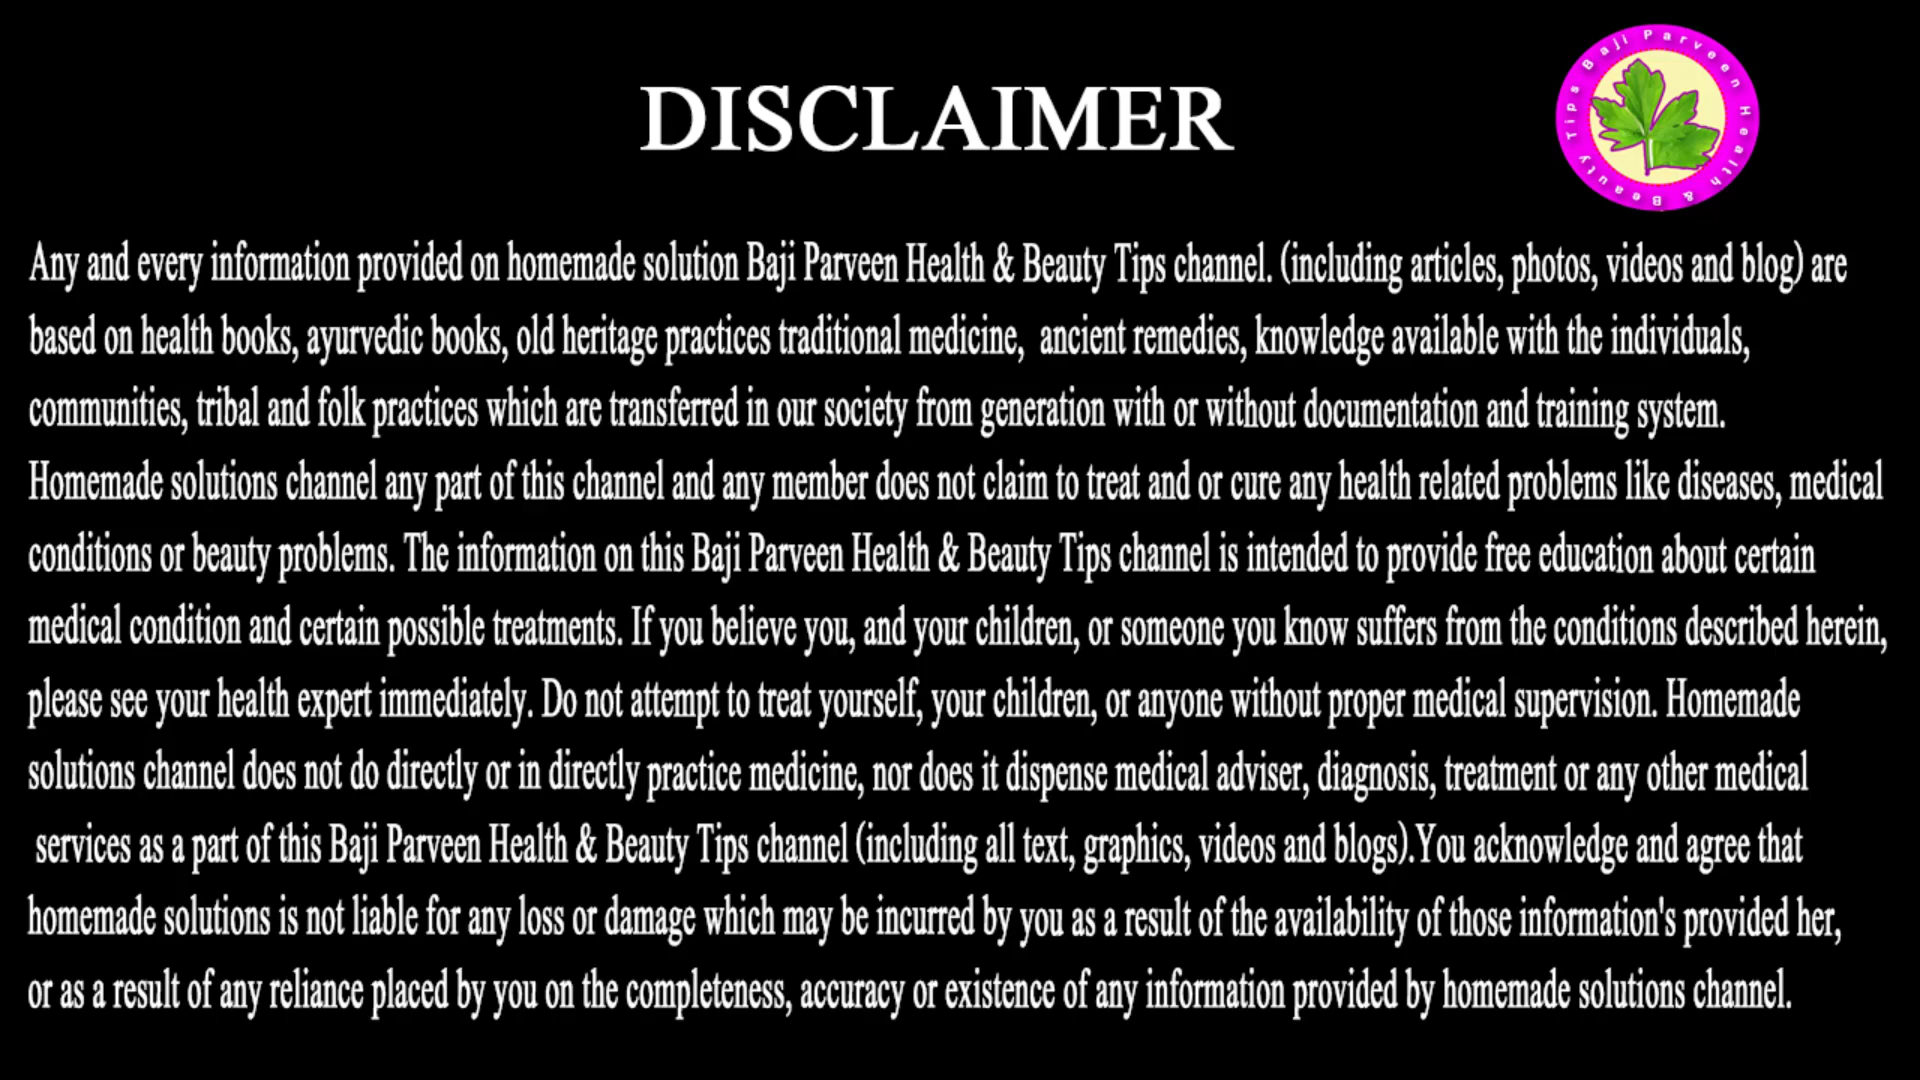 DISCLAIMER
Baji Parveen Health & Beauty Tips
Any and every information provided on homemade solution Baji Parveen Health & Beauty Tips channel. (including articles, photos, videos and blog) are
based on health books, ayurvedic books, old heritage practices traditional medicine, ancient remedies, knowledge available with the individuals,
communities, tribal and folk practices which are transferred in our society from generation with or without documentation and training system.
Homemade solutions channel any part of this channel and any member does not claim to treat and or cure any health related problems like diseases, medical
conditions or beauty problems. The information on this Baji Parveen Health & Beauty Tips channel is intended to provide free education about certain
medical condition and certain possible treatments. If you believe you, and your children, or someone you know suffers from the conditions described herein,
please see your health expert immediately. Do not attempt to treat yourself, your children, or anyone without proper medical supervision. Homemade
solutions channel does not do directly or in directly practice medicine, nor does it dispense medical adviser, diagnosis, treatment or any other medical
services as a part of this Baji Parveen Health & Beauty Tips channel (including all text, graphics, videos and blogs).You acknowledge and agree that
homemade solutions is not liable for any loss or damage which may be incurred by you as a result of the availability of those information's provided her,
or as a result of any reliance placed by you on the completeness, accuracy or existence of any information provided by homemade solutions channel.